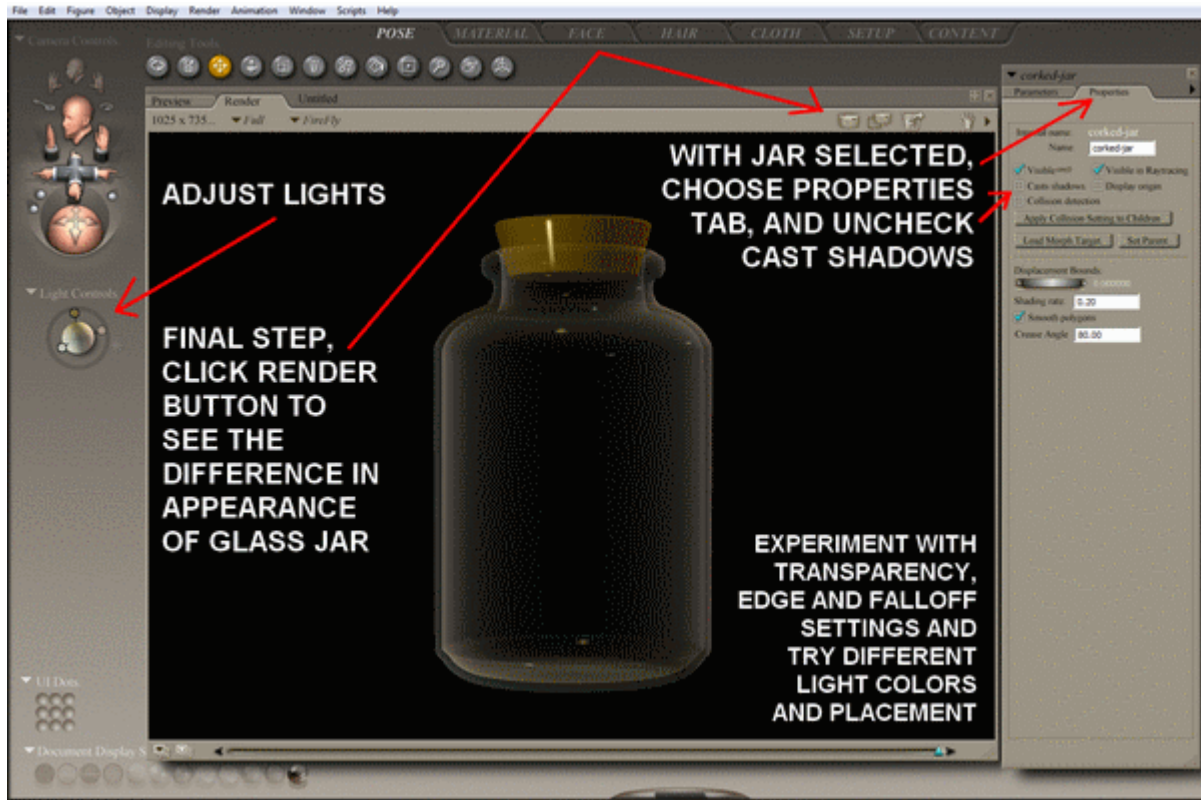 File Edit Figure Object Display Render Animation Window Scripts Help
POSE MATERIAL FACE HAIR CLOTH SETUP CONTENT
Camera Controls
Editing Tools
Preview Render Untitled
1025 x 735... Full FireFly
ADJUST LIGHTS
Light Controls
FINAL STEP,
CLICK RENDER
BUTTON TO
SEE THE
DIFFERENCE IN
APPEARANCE
OF GLASS JAR
WITH JAR SELECTED,
CHOOSE PROPERTIES
TAB, AND UNCHECK
CAST SHADOWS
EXPERIMENT WITH
TRANSPARENCY,
EDGE AND FALLOFF
SETTINGS AND
TRY DIFFERENT
LIGHT COLORS
AND PLACEMENT
corked-jar
Parameters Properties
Internal name: corked-jar
Name: corked-jar
Visible Visible in Raytracing
Casts shadows Display origin
Collision detection
Apply Collision Setting to Children
Load Morph Target Set Parent
Displacement Bounds
0.000000
Shading rate: 0.20
Smooth polygons
Crease Angle 80.00
UI Dots
Document Display S